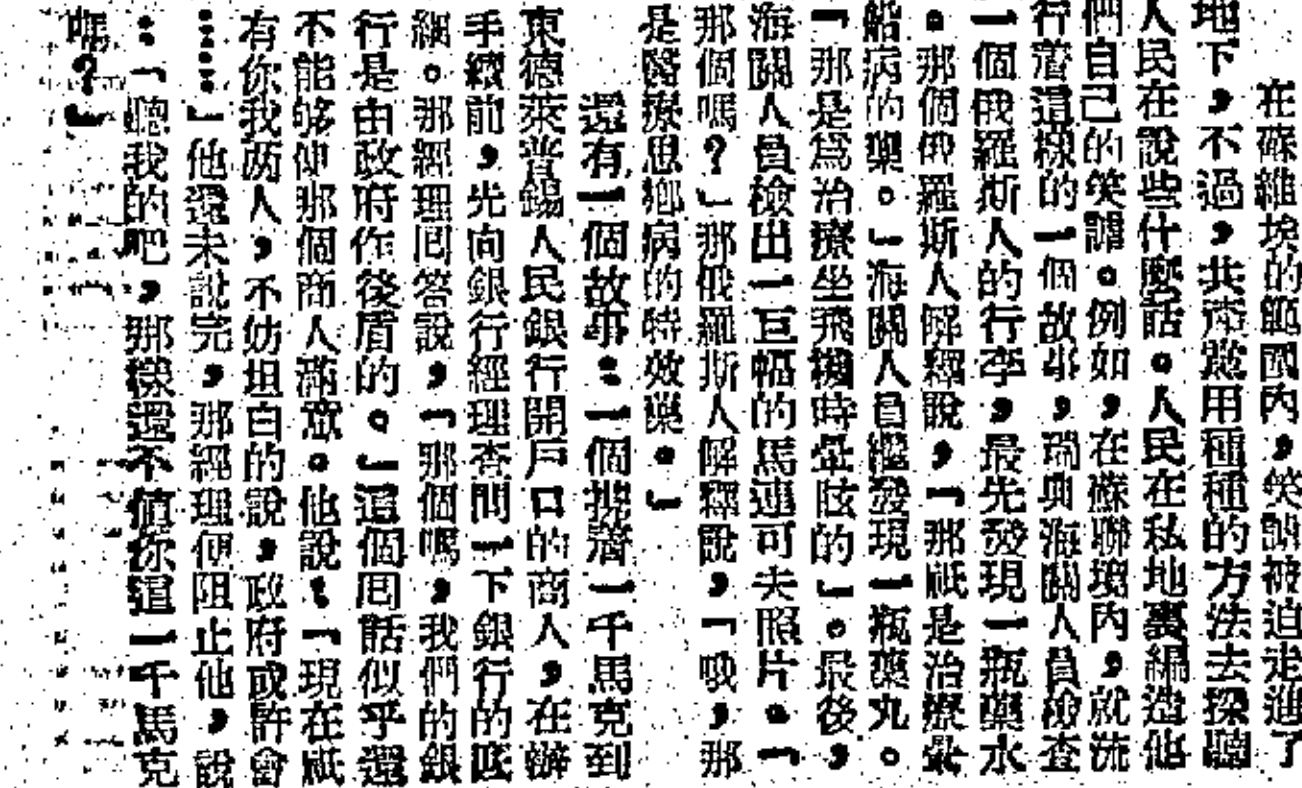 在蘇維埃的範國內，笑謔被迫走進了
地下，不過，共產黨用種種的方法去探聽
人民在說些什麼話。人民在私地裏編造他
們自己的笑謔。例如，在蘇聯境內，就流
行着這樣的一個故事，瑞典海關人員檢查
一個俄羅斯人的行李，最先發現一瓶藥水
。那個俄羅斯人解釋說，「那祇是治療暈
船病的藥。」海關人員繼發現一瓶藥丸。
「那是爲治療坐飛機時暈眩的」。最後，
海關人員檢出一巨幅的馬連可夫照片。「
那個嗎？」那俄羅斯人解釋說，「哦，那
是醫療思鄉病的特效藥。」
還有一個故事：一個携着一千馬克到
東德萊普錫人民銀行開戶口的商人，在辦
手續前，先向銀行經理查問一下銀行的底
細。那經理回答說，「那個嗎，我們的銀
行是由政府作後盾的。」這個回話似乎還
不能够使那個商人滿意。他說：「現在祇
有你我两人，不妨坦白的說，政府或許會
……」他還未說完，那經理便阻止他，說
：「聽我的吧，那樣還不值你這一千馬克
嗎？」